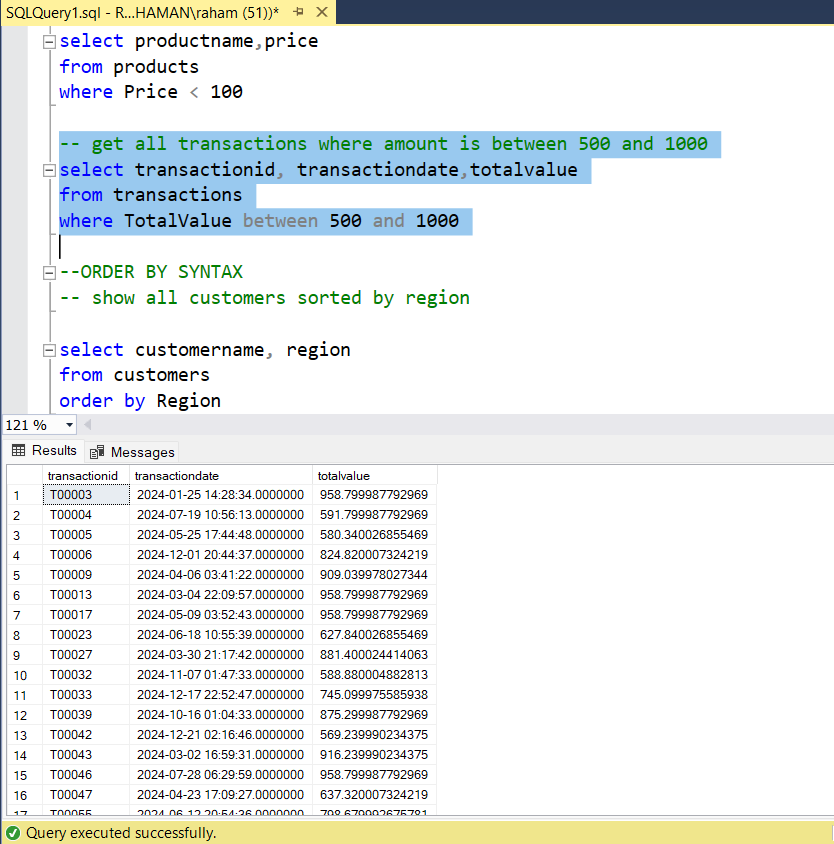 SQLQuery1.sql - R...HAMAN\raham (51))*
select productname,price
from products
where Price < 100
-- get all transactions where amount is between 500 and 1000
select transactionid, transactiondate,totalvalue
from transactions
where TotalValue between 500 and 1000
--ORDER BY SYNTAX
-- show all customers sorted by region
select customername, region
from customers
order by Region
121 %
Results Messages
transactionid transactiondate totalvalue
1 T00003 2024-01-25 14:28:34.0000000 958.799987792969
2 T00004 2024-07-19 10:56:13.0000000 591.799987792969
3 T00005 2024-05-25 17:44:48.0000000 580.340026855469
4 T00006 2024-12-01 20:44:37.0000000 824.820007324219
5 T00009 2024-04-06 03:41:22.0000000 909.039978027344
6 T00013 2024-03-04 22:09:57.0000000 958.799987792969
7 T00017 2024-05-09 03:52:43.0000000 958.799987792969
8 T00023 2024-06-18 10:55:39.0000000 627.840026855469
9 T00027 2024-03-30 21:17:42.0000000 881.400024414063
10 T00032 2024-11-07 01:47:33.0000000 588.880004882813
11 T00033 2024-12-17 22:52:47.0000000 745.099975585938
12 T00039 2024-10-16 01:04:33.0000000 875.299987792969
13 T00042 2024-12-21 02:16:46.0000000 569.239990234375
14 T00043 2024-03-02 16:59:31.0000000 916.239990234375
15 T00046 2024-07-28 06:29:59.0000000 958.799987792969
16 T00047 2024-04-23 17:09:27.0000000 637.320007324219
17 T00055 2024-06-12 20:54:36.0000000 798.679992675781
Query executed successfully.